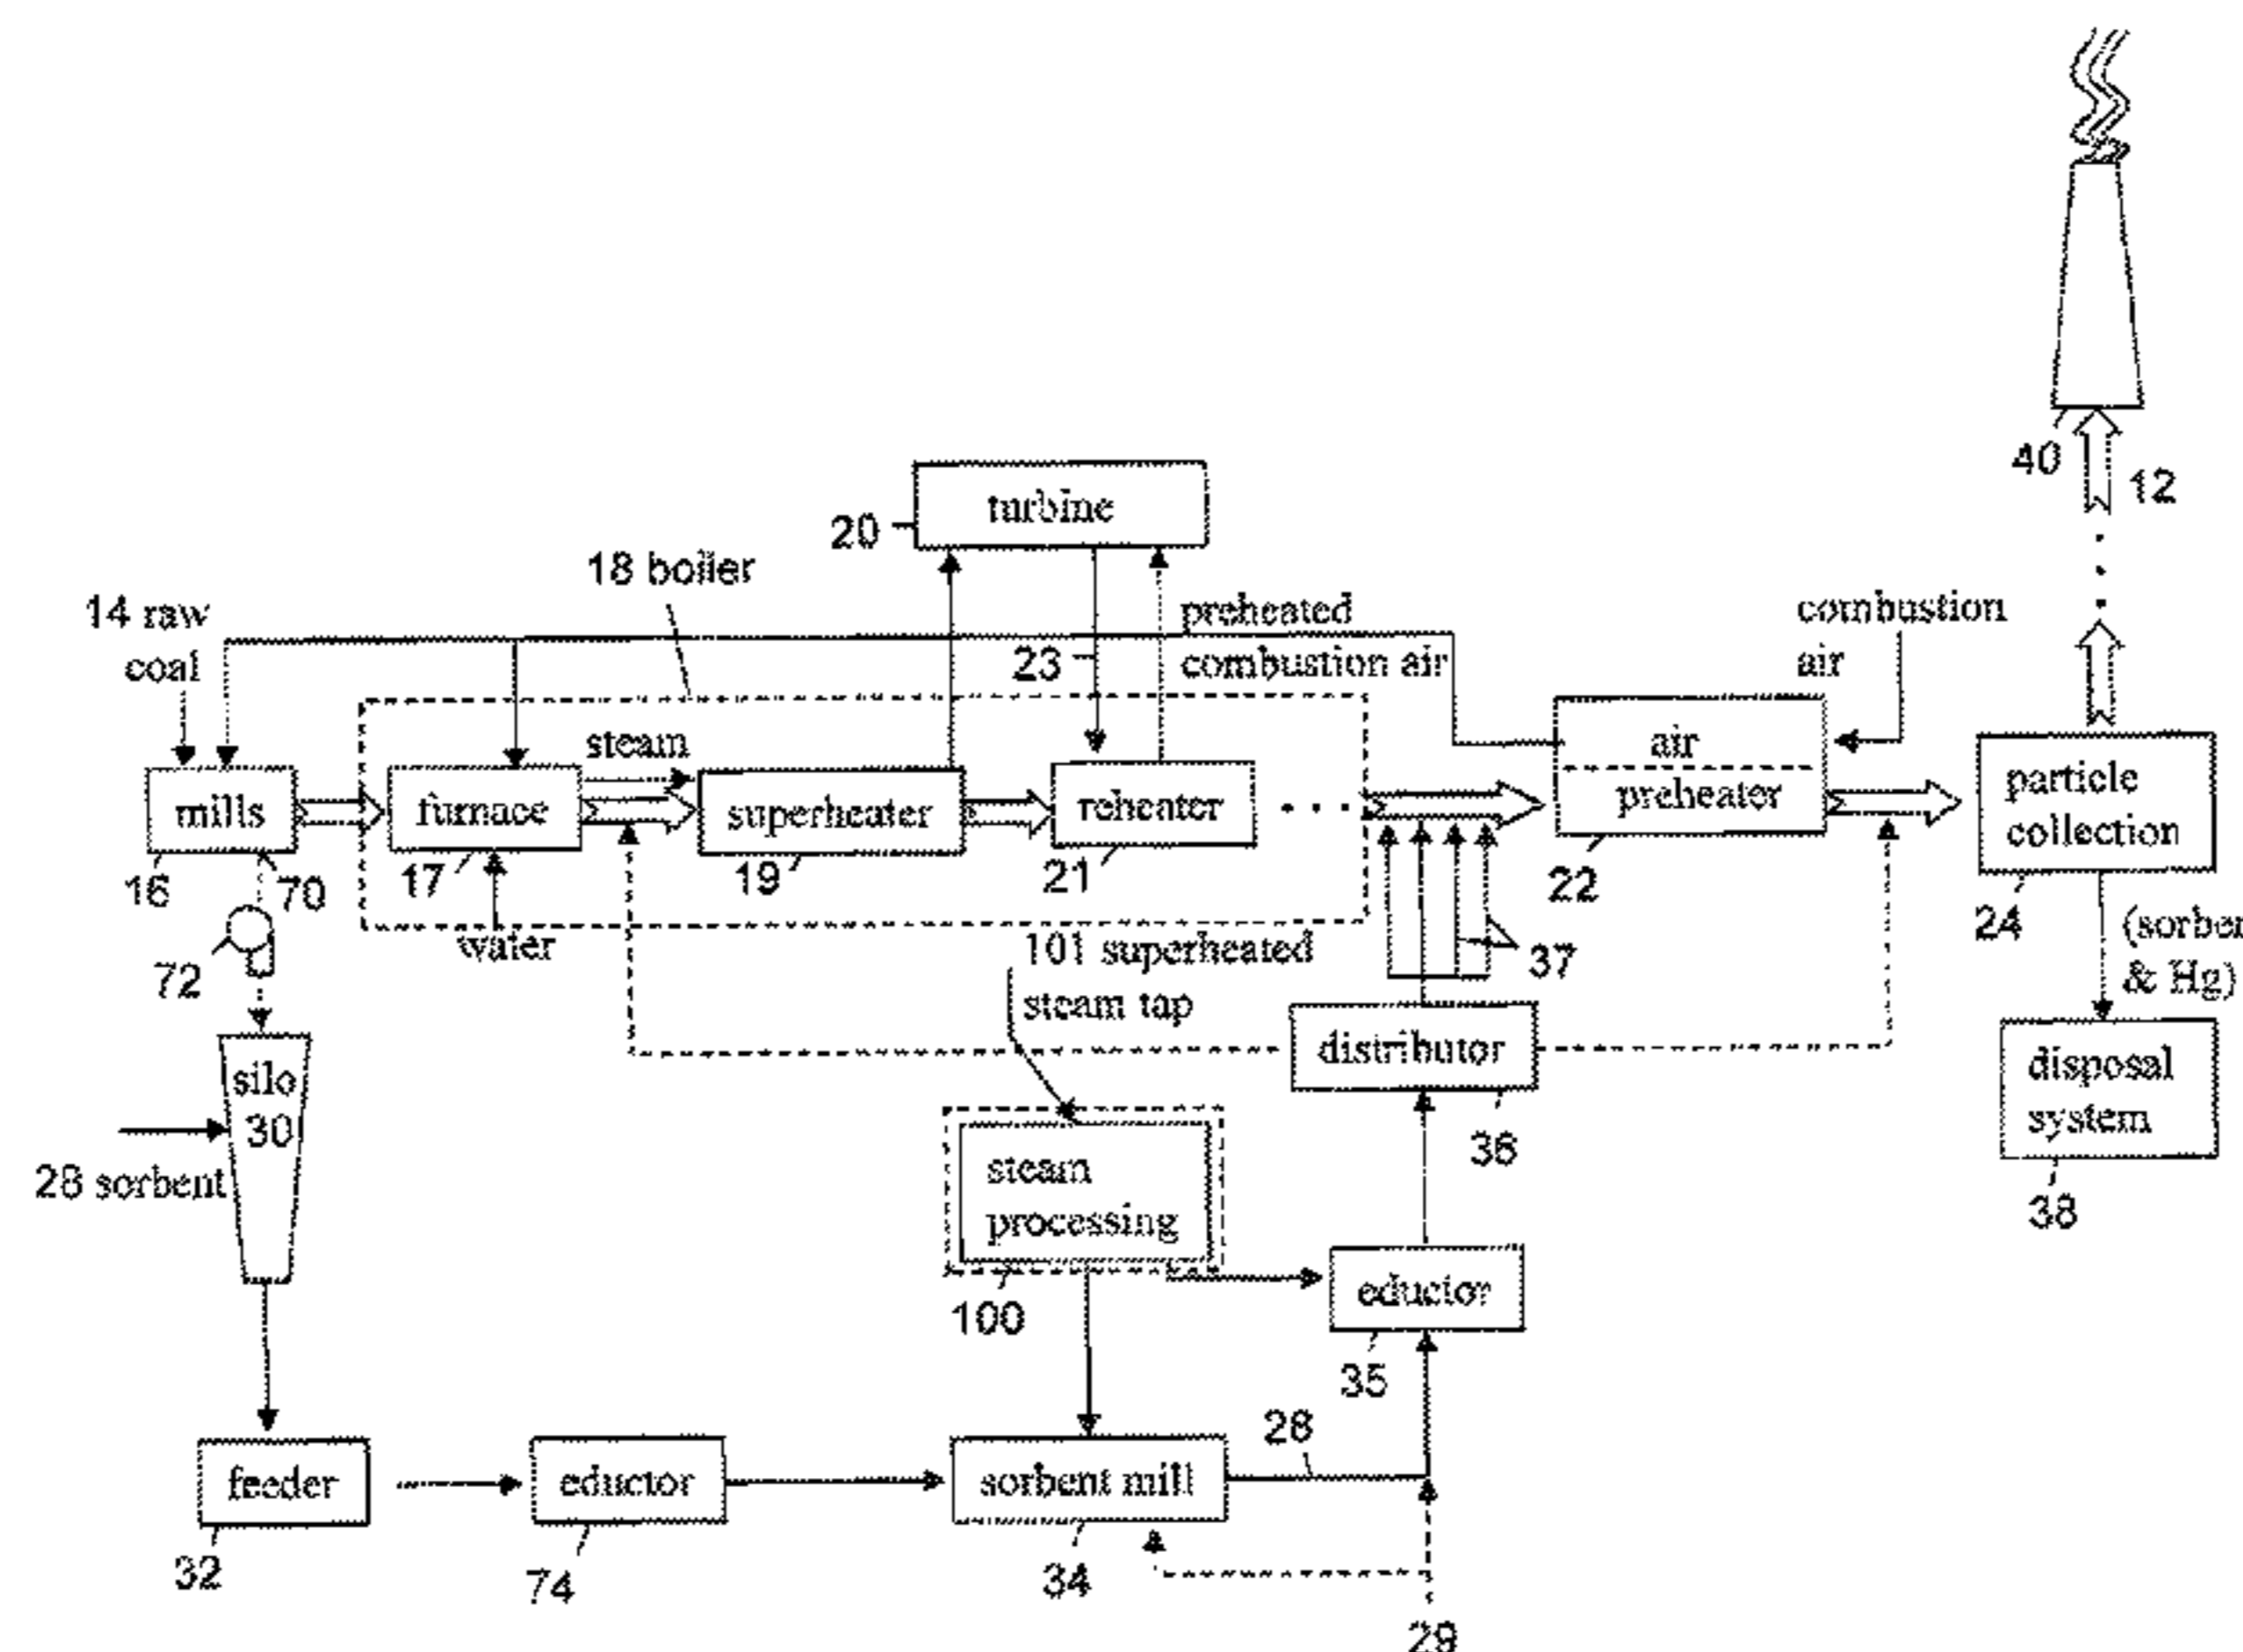 40
12
turbine
20
18 boiler
14 raw
coal
preheated
combustion air
23
combustion
air
steam
mills
furnace
superheater
reheater
air
preheater
particle
collection
16
70
17
19
21
22
24
water
72
101 superheated
steam tap
37
(sorben
& Hg)
silo
30
distributor
36
disposal
system
38
28 sorbent
steam
processing
100
eductor
35
28
feeder
eductor
sorbent mill
32
74
34
29